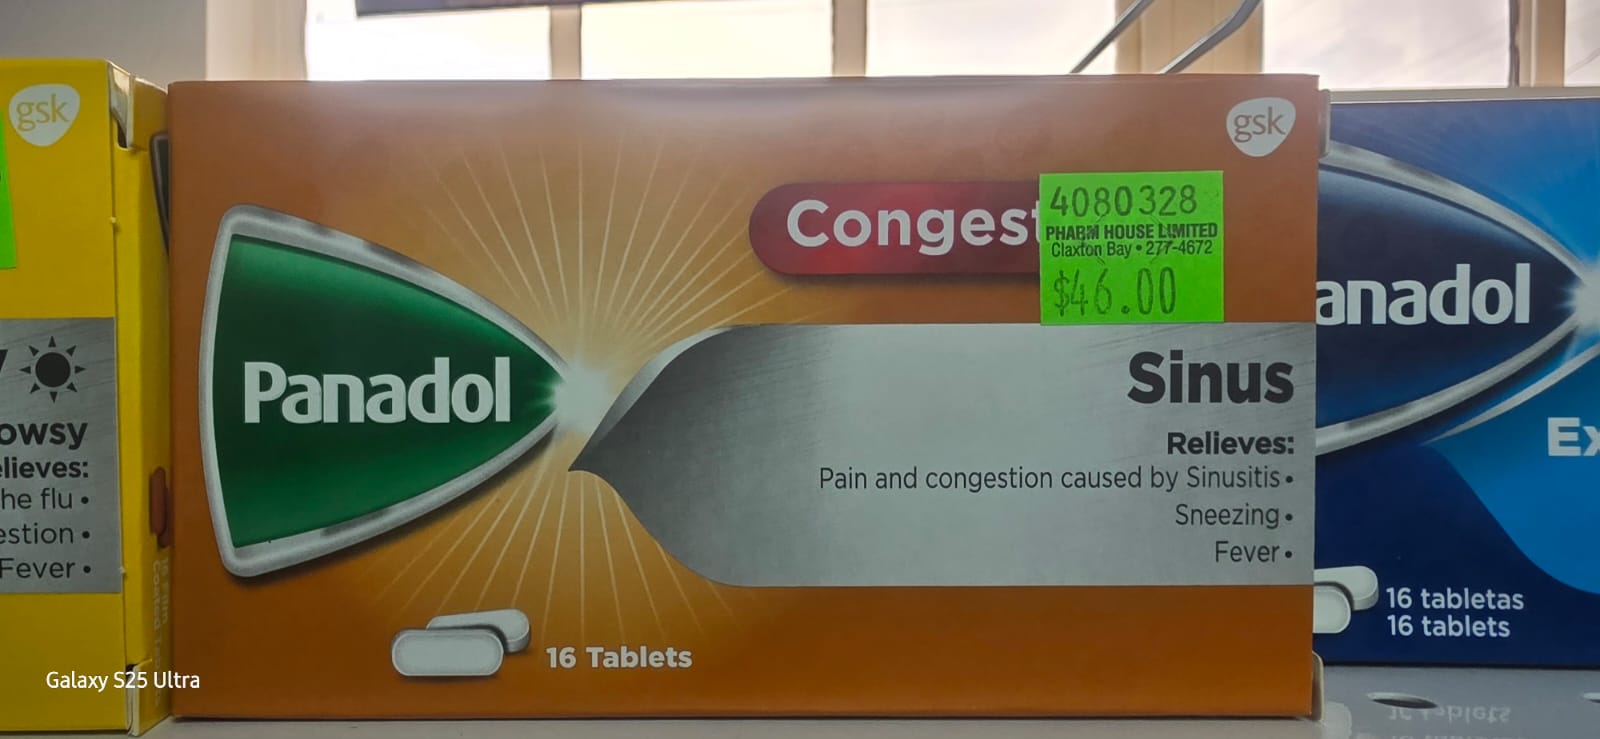 gsk
owsy
elieves:
he flu •
estion •
Fever •
gsk
Congest
4080328
PHARM HOUSE LIMITED
Claxton Bay • 277-4672
$46.00
Panadol
Sinus
Relieves:
Pain and congestion caused by Sinusitis •
Sneezing •
Fever •
16 Tablets
anadol
Ex
16 tabletas
16 tablets
Galaxy S25 Ultra